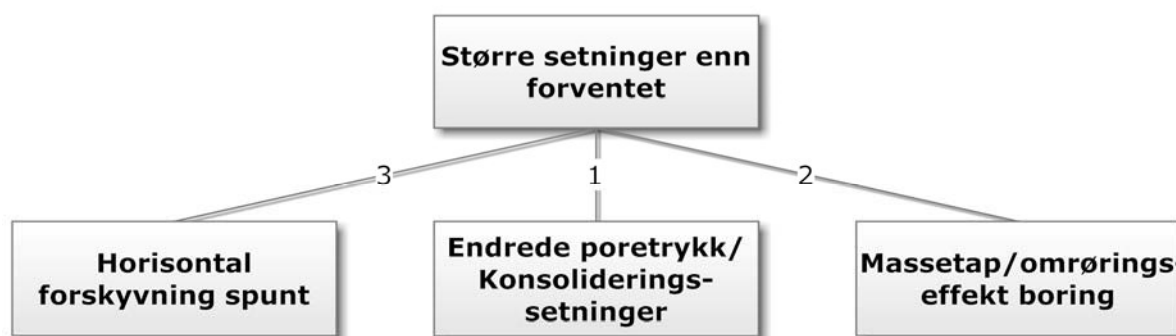 Større setninger enn
forventet
3
1
2
Horisontal
forskyvning spunt
Endrede poretrykk/
Konsoliderings-
setninger
Massetap/omrørings-
effekt boring